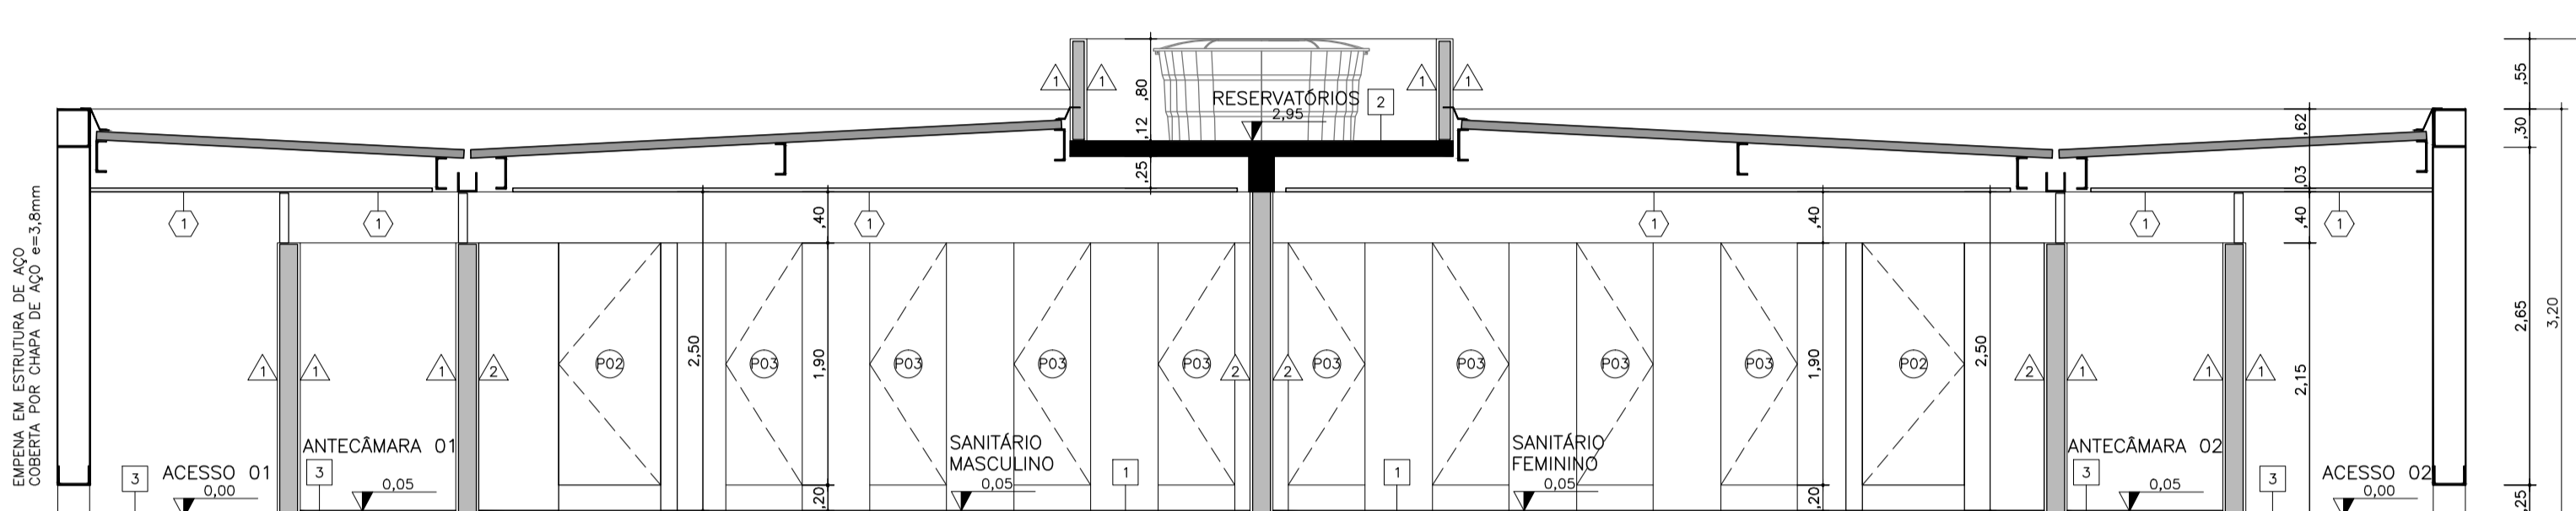 EMPENA EM ESTRUTURA DE AÇO
COBERTA POR CHAPA DE AÇO e=3,8mm
1 1 ,80 RESERVATÓRIOS 2 1 1
2,95
,12
,25
,62
,03
,55
,30
1 1 1 1 1 1
,40 ,40 ,40
1 1 1 2 P02 2,50 P03 1,90 P03 P03 P03 2 2 P03 P03 P03 P03 1,90 P02 2,50 2 1 1 1
2,15
2,65
3,20
3 ACESSO 01
0,00
ANTECÂMARA 01
3
0,05
,20
SANITÁRIO
MASCULINO
0,05
1
1
SANITÁRIO
FEMININO
0,05
,20
ANTECÂMARA 02
3
0,05
3
ACESSO 02
0,00
,25